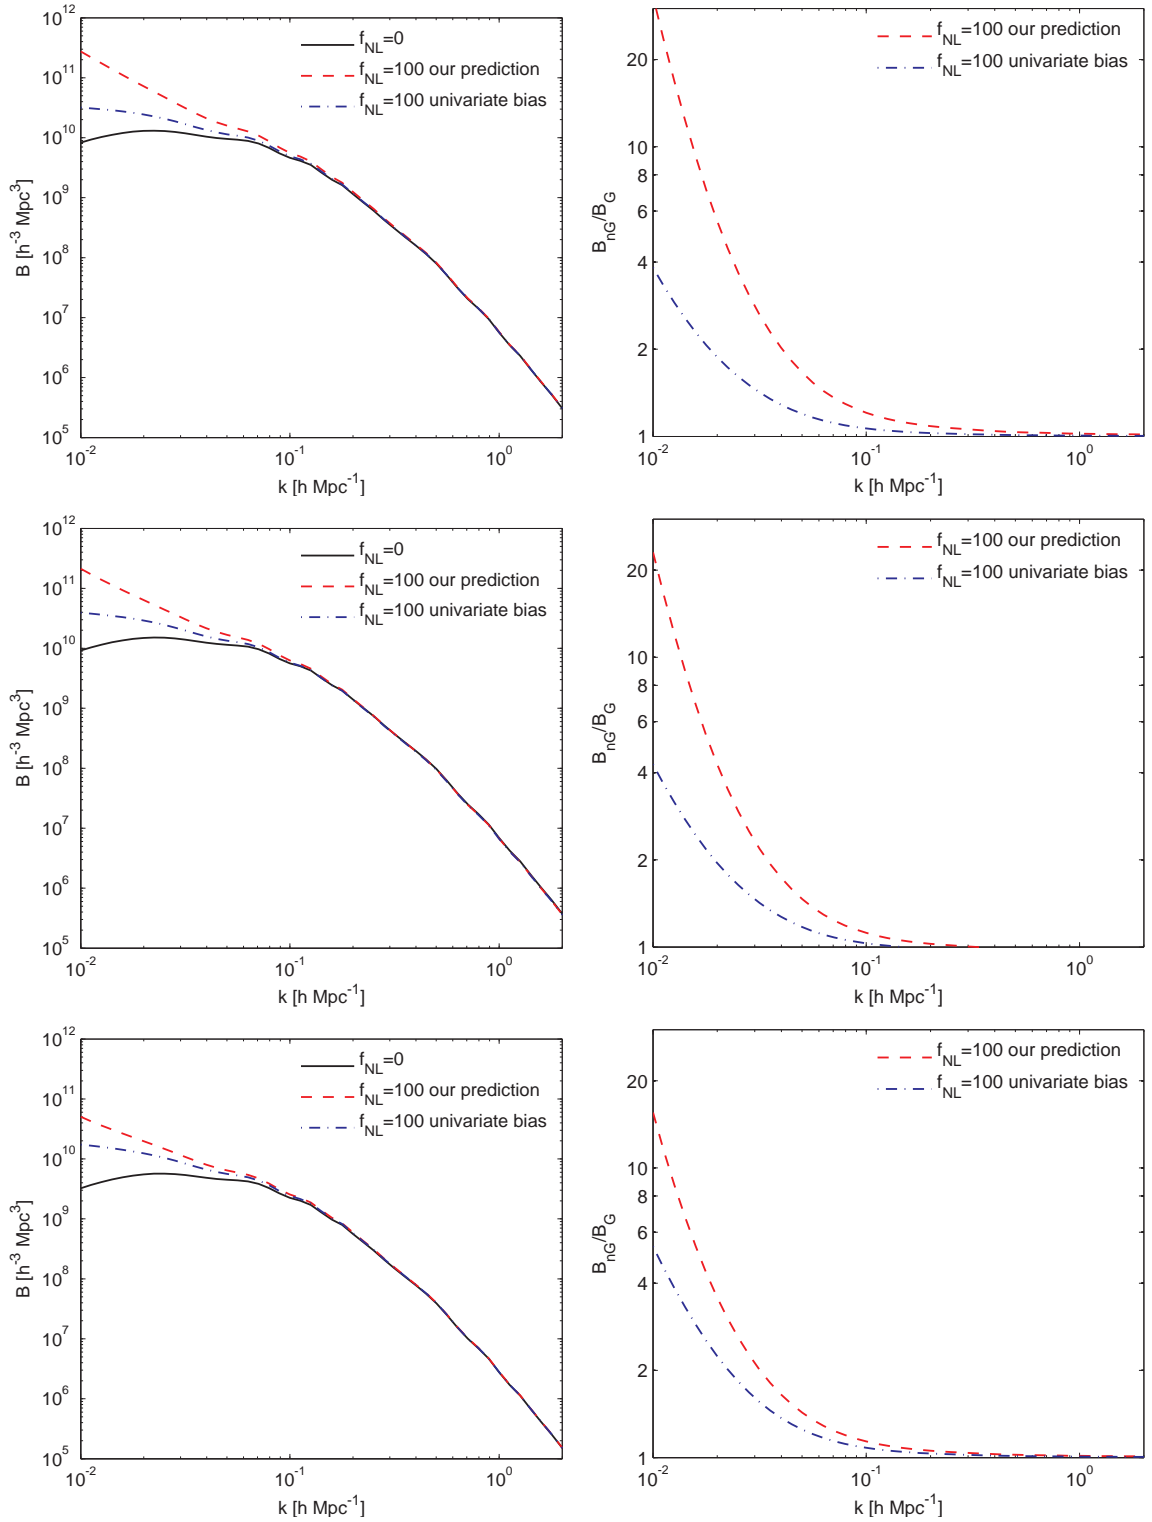 10^12
10^11
10^10
10^9
10^8
10^7
10^6
10^5
B [h^-3 Mpc^3]
f_NL=0
f_NL=100 our prediction
f_NL=100 univariate bias
10^-2
10^-1
10^0
k [h Mpc^-1]
20
10
8
6
4
2
1
B_nG/B_G
f_NL=100 our prediction
f_NL=100 univariate bias
10^-2
10^-1
10^0
k [h Mpc^-1]
10^12
10^11
10^10
10^9
10^8
10^7
10^6
10^5
B [h^-3 Mpc^3]
f_NL=0
f_NL=100 our prediction
f_NL=100 univariate bias
10^-2
10^-1
10^0
k [h Mpc^-1]
20
10
8
6
4
2
1
B_nG/B_G
f_NL=100 our prediction
f_NL=100 univariate bias
10^-2
10^-1
10^0
k [h Mpc^-1]
10^12
10^11
10^10
10^9
10^8
10^7
10^6
10^5
B [h^-3 Mpc^3]
f_NL=0
f_NL=100 our prediction
f_NL=100 univariate bias
10^-2
10^-1
10^0
k [h Mpc^-1]
20
10
8
6
4
2
1
B_nG/B_G
f_NL=100 our prediction
f_NL=100 univariate bias
10^-2
10^-1
10^0
k [h Mpc^-1]